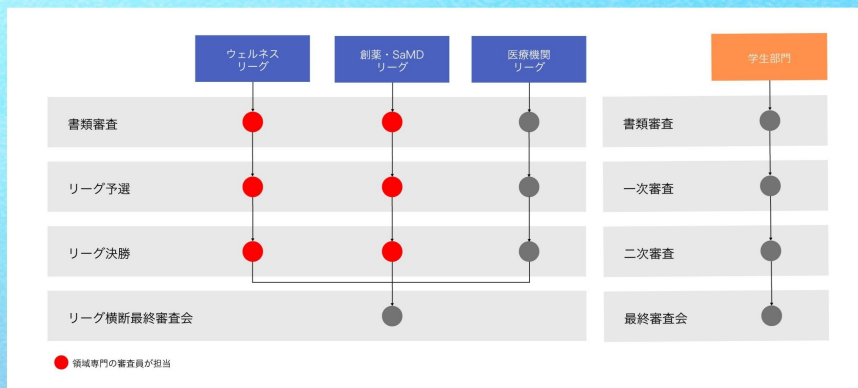 ウェルネス
リーグ
創薬・SaMD
リーグ
医療機関
リーグ
学生部門
書類審査
リーグ予選
リーグ決勝
リーグ横断最終審査会
書類審査
一次審査
二次審査
最終審査会
領域専門の審査員が担当